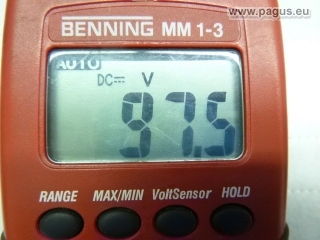 www.pagus.eu
BENNING MM 1-3
AUTO
DC V
97.5
RANGE MAX/MIN VoltSensor HOLD